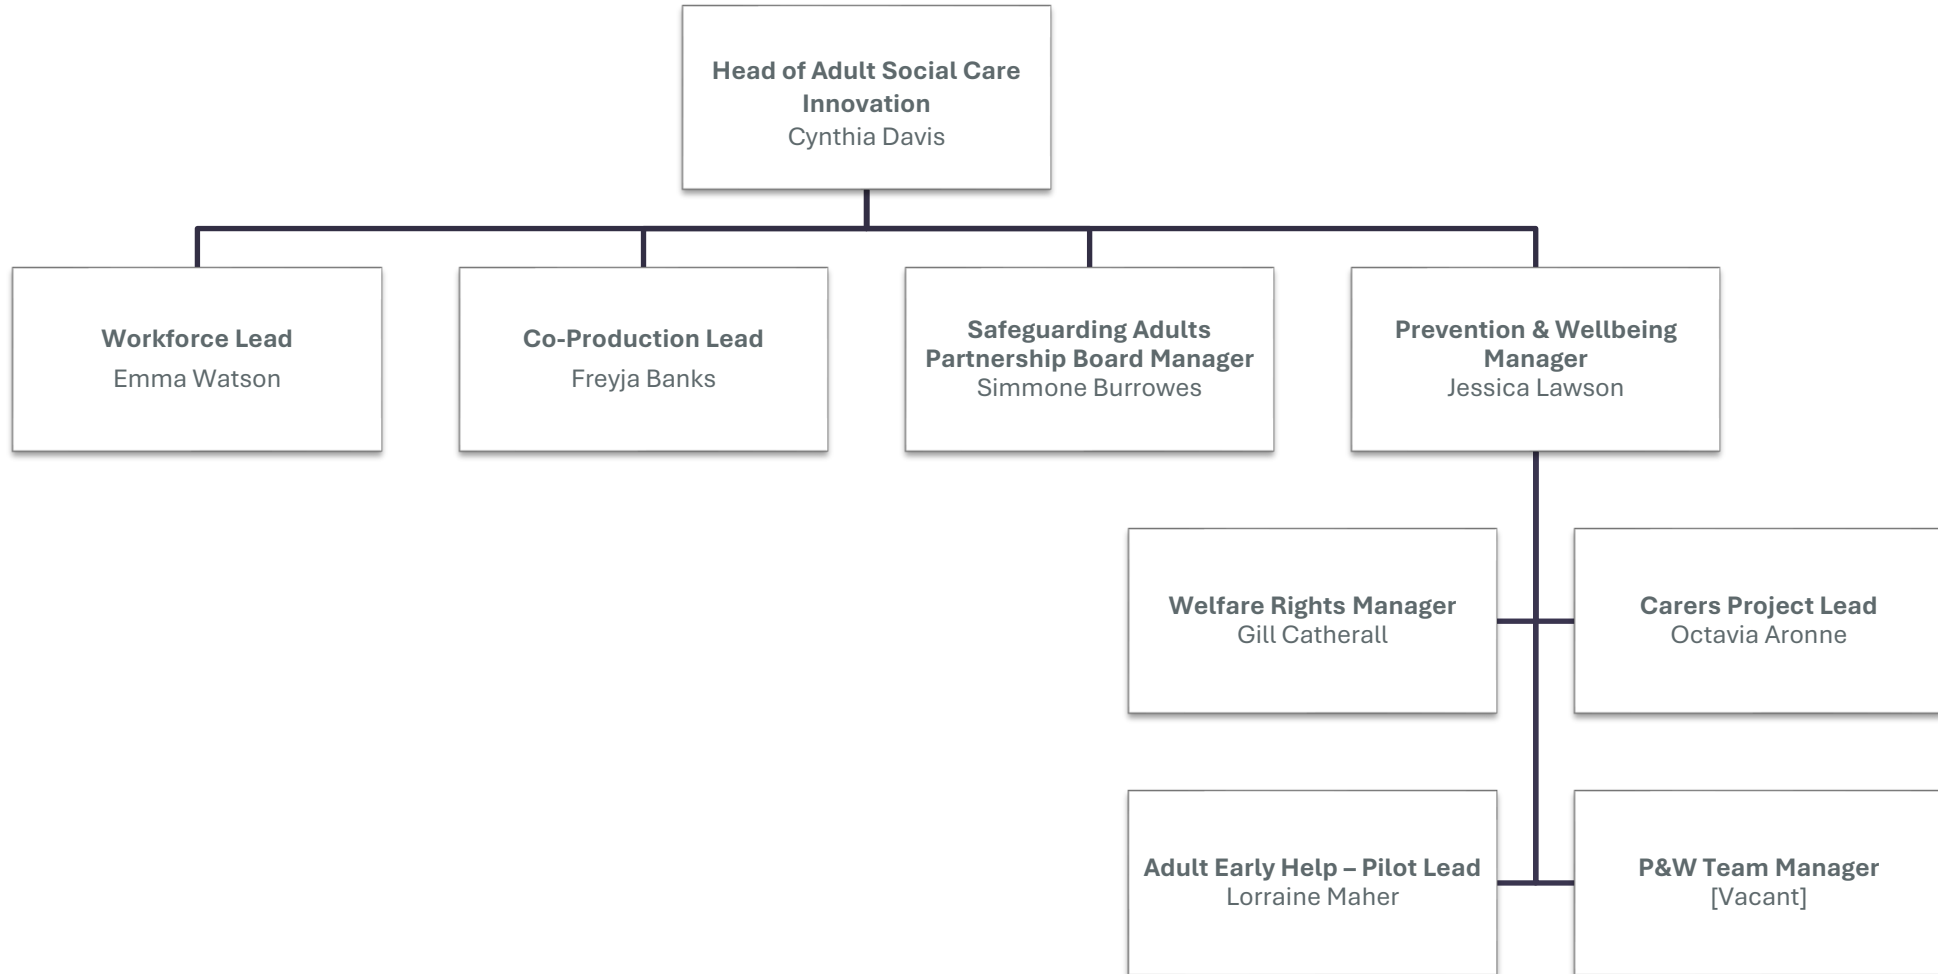 Head of Adult Social Care
Innovation
Cynthia Davis
Workforce Lead
Emma Watson
Co-Production Lead
Freyja Banks
Safeguarding Adults
Partnership Board Manager
Simmone Burrowes
Prevention & Wellbeing
Manager
Jessica Lawson
Welfare Rights Manager
Gill Catherall
Carers Project Lead
Octavia Aronne
Adult Early Help – Pilot Lead
Lorraine Maher
P&W Team Manager
[Vacant]